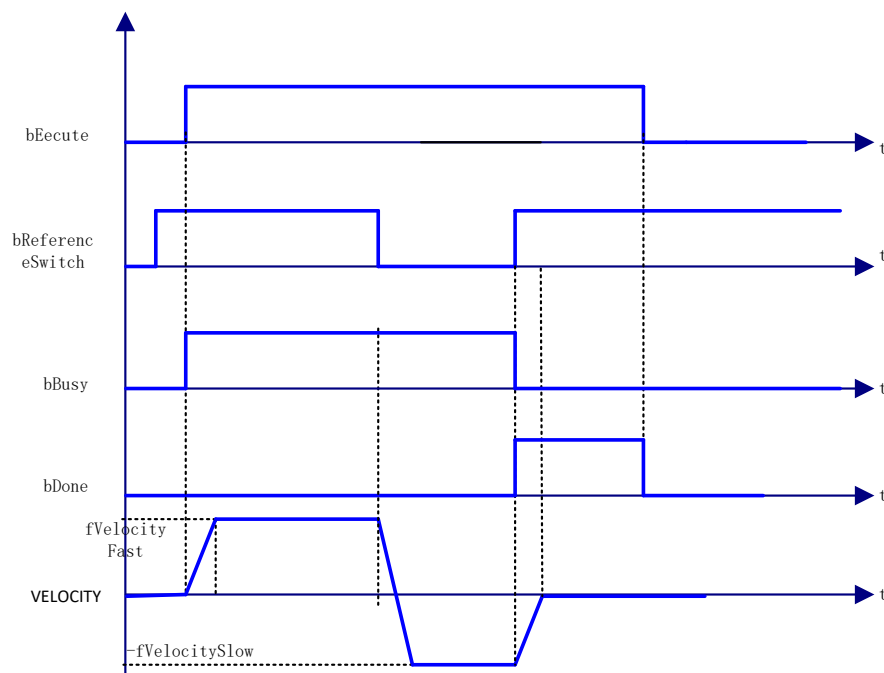 bEecute
t
bReferenc
eSwitch
t
bBusy
t
bDone
t
fVelocity
Fast
VELOCITY
t
-fVelocitySlow